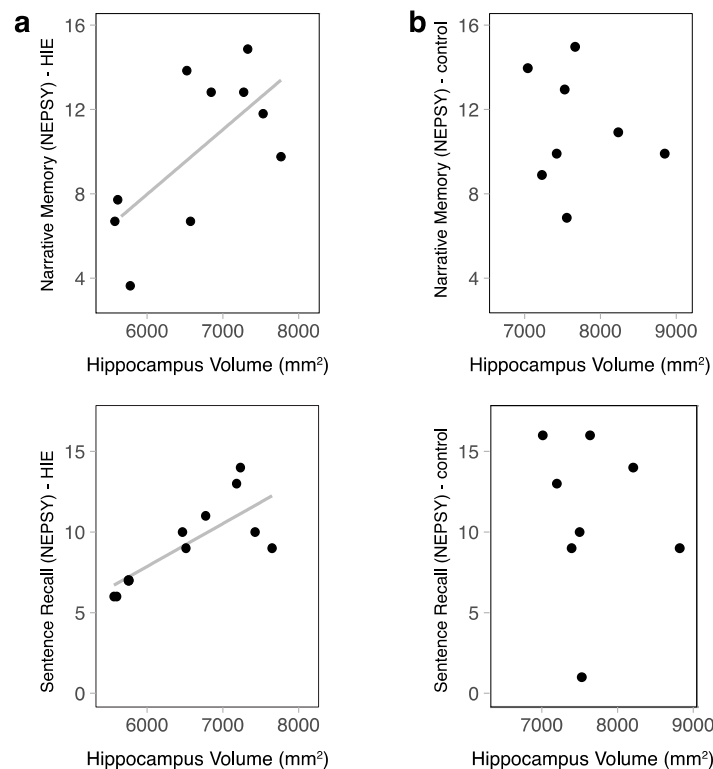 a
Narrative Memory (NEPSY) - HIE
16
12
8
4
6000 7000 8000
Hippocampus Volume (mm²)
b
Narrative Memory (NEPSY) - control
16
12
8
4
7000 8000 9000
Hippocampus Volume (mm²)
Sentence Recall (NEPSY) - HIE
15
10
5
0
6000 7000 8000
Hippocampus Volume (mm²)
Sentence Recall (NEPSY) - control
15
10
5
0
7000 8000 9000
Hippocampus Volume (mm²)